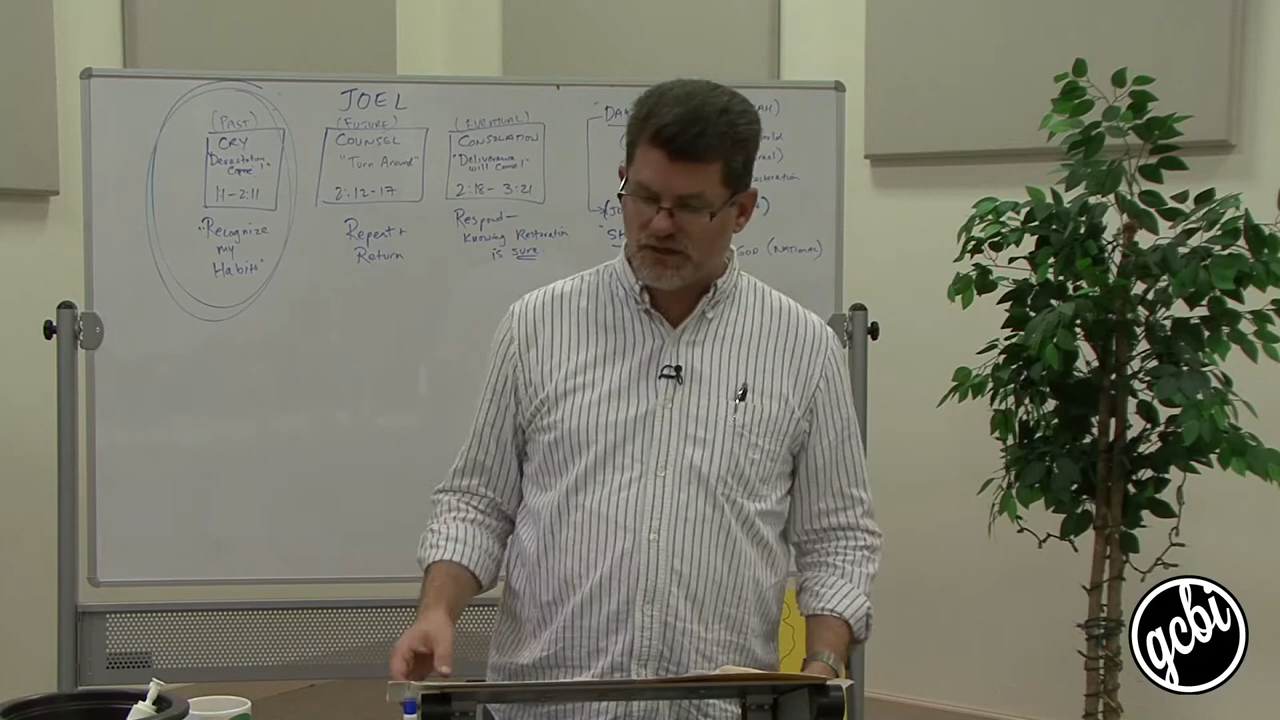 JOEL
(PAST)
CRY
"Devastation
Came!"
1:1-2:11
"Recognize
my
Habits"
(FUTURE)
COUNSEL
"Turn Around"
2:12-17
Repent +
Return
CONSOLATION
"Deliverance
will Come!"
2:18- 3:21
Respond-
Knowing Restoration
is sure
GOD (NATIONAL)
gcbi